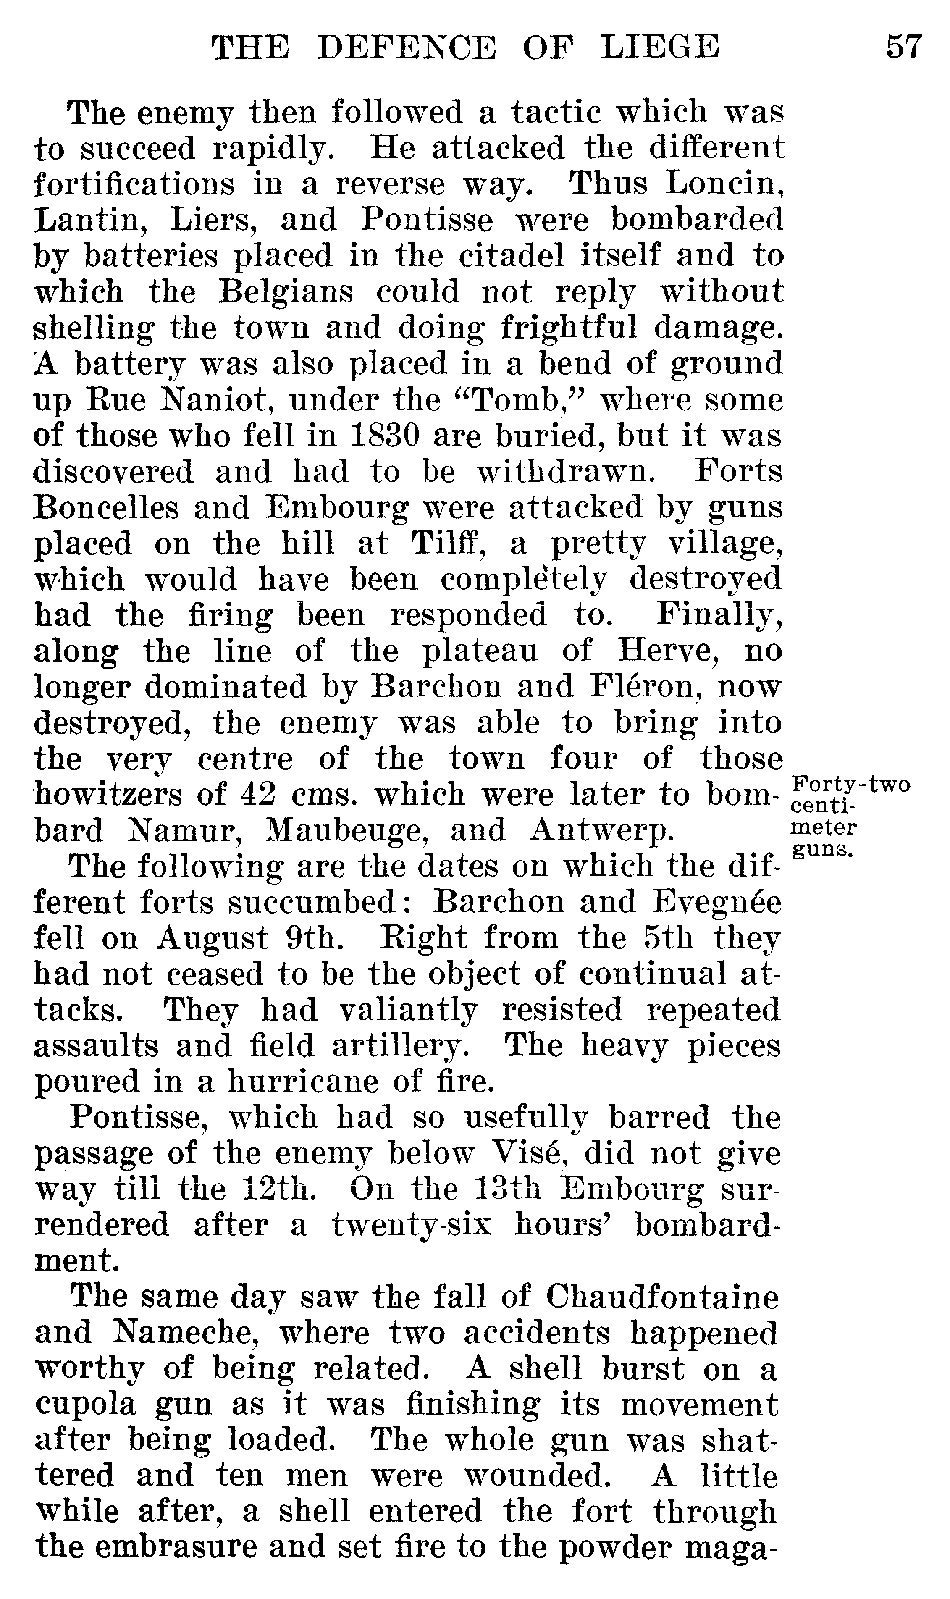 THE DEFENCE OF LIEGE 57
The enemy then followed a tactic which was
to succeed rapidly. He attacked the different
fortifications in a reverse way. Thus Loncin,
Lantin, Liers, and Pontisse were bombarded
by batteries placed in the citadel itself and to
which the Belgians could not reply without
shelling the town and doing frightful damage.
A battery was also placed in a bend of ground
up Rue Naniot, under the “Tomb,” where some
of those who fell in 1830 are buried, but it was
discovered and had to be withdrawn. Forts
Boncelles and Embourg were attacked by guns
placed on the hill at Tilff, a pretty village,
which would have been completely destroyed
had the firing been responded to. Finally,
along the line of the plateau of Herve, no
longer dominated by Barchon and Fléron, now
destroyed, the enemy was able to bring into
the very centre of the town four of those
howitzers of 42 cms. which were later to bom-
bard Namur, Maubeuge, and Antwerp.
Forty-two
centi-
meter
guns.
The following are the dates on which the dif-
ferent forts succumbed: Barchon and Evegnée
fell on August 9th. Right from the 5th they
had not ceased to be the object of continual at-
tacks. They had valiantly resisted repeated
assaults and field artillery. The heavy pieces
poured in a hurricane of fire.
Pontisse, which had so usefully barred the
passage of the enemy below Visé, did not give
way till the 12th. On the 13th Embourg sur-
rendered after a twenty-six hours’ bombard-
ment.
The same day saw the fall of Chaudfontaine
and Nameche, where two accidents happened
worthy of being related. A shell burst on a
cupola gun as it was finishing its movement
after being loaded. The whole gun was shat-
tered and ten men were wounded. A little
while after, a shell entered the fort through
the embrasure and set fire to the powder maga-